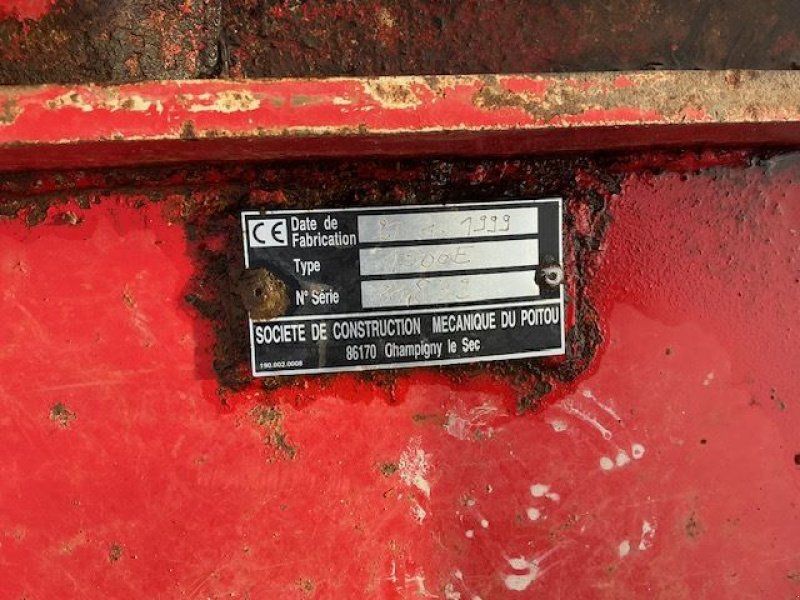 CE Date de Fabrication 1999
Type
N° Série
SOCIETE DE CONSTRUCTION MECANIQUE DU POITOU
86170 Champigny le Sec
190.002.0008